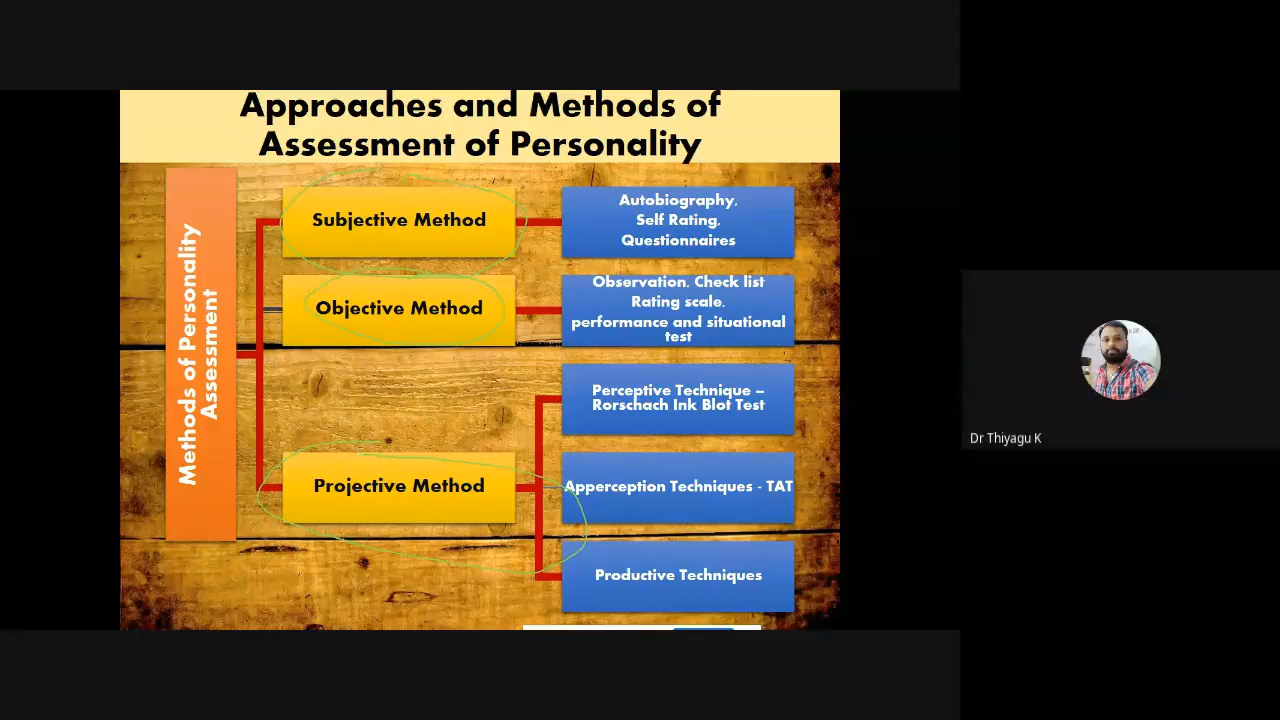 Approaches and Methods of
Assessment of Personality
Methods of Personality
Assessment
Subjective Method
Autobiography,
Self Rating,
Questionnaires
Objective Method
Observation, Check list
Rating scale,
performance and situational
test
Projective Method
Perceptive Technique –
Rorschach Ink Blot Test
Apperception Techniques - TAT
Productive Techniques
Dr Thiyagu K